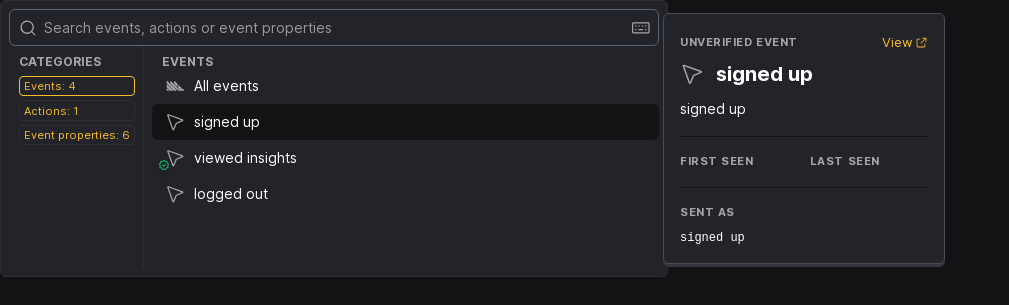 Search events, actions or event properties
CATEGORIES
Events: 4
Actions: 1
Event properties: 6
EVENTS
All events
signed up
viewed insights
logged out
UNVERIFIED EVENT
View
signed up
signed up
FIRST SEEN
LAST SEEN
SENT AS
signed up